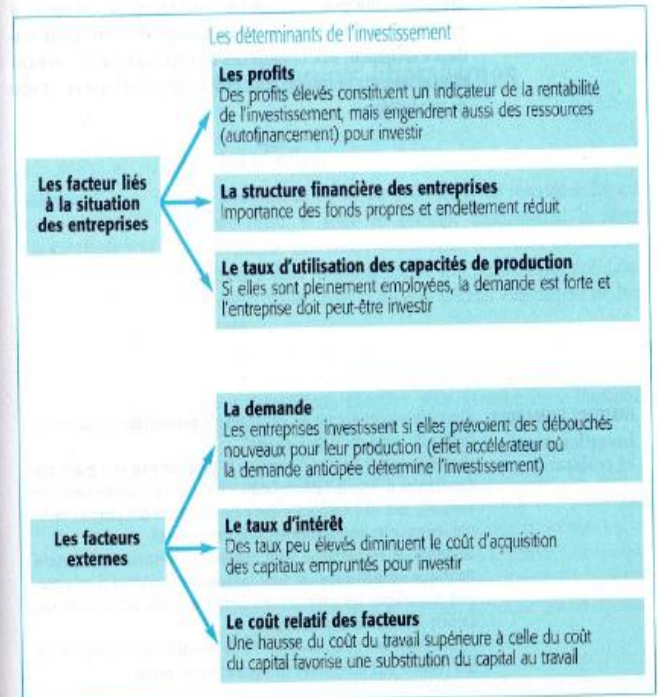 Les déterminants de l'investissement
Les facteur liés
à la situation
des entreprises
Les profits
Des profits élevés constituent un indicateur de la rentabilité
de l'investissement, mais engendrent aussi des ressources
(autofinancement) pour investir
La structure financière des entreprises
Importance des fonds propres et endettement réduit
Le taux d'utilisation des capacités de production
Si elles sont pleinement employées, la demande est forte et
l'entreprise doit peut-être investir
Les facteurs
externes
La demande
Les entreprises investissent si elles prévoient des débouchés
nouveaux pour leur production (effet accélérateur où
la demande anticipée détermine l'investissement)
Le taux d'intérêt
Des taux peu élevés diminuent le coût d'acquisition
des capitaux empruntés pour investir
Le coût relatif des facteurs
Une hausse du coût du travail supérieure à celle du coût
du capital favorise une substitution du capital au travail